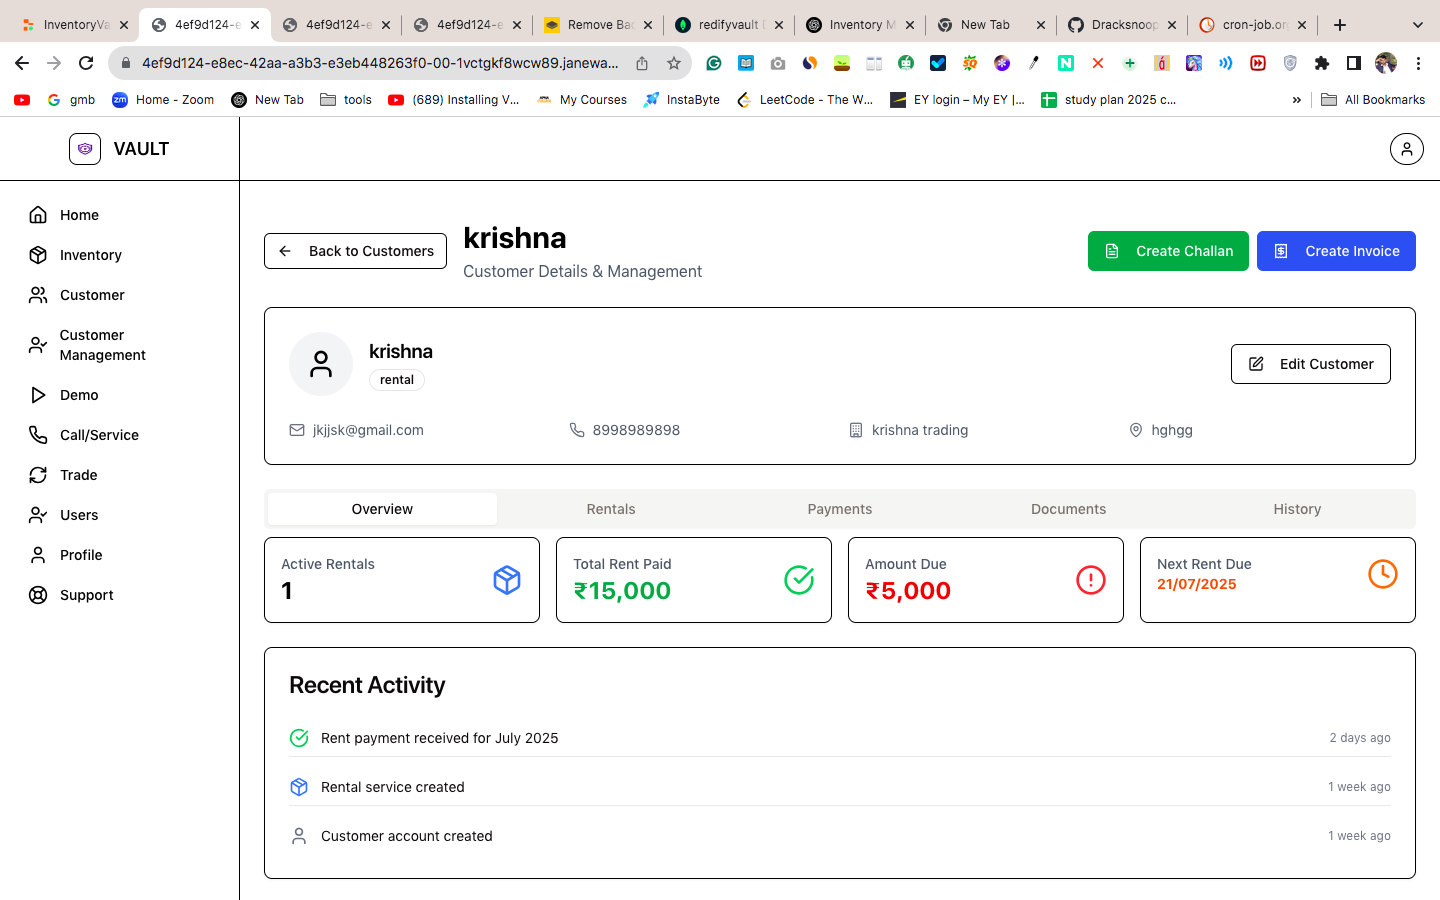 InventoryVa
4ef9d124-e
4ef9d124-e
4ef9d124-e
Remove Bac
redifyvault D
Inventory M
New Tab
Dracksnoop
cron-job.org
4ef9d124-e8ec-42aa-a3b3-e3eb448263f0-00-1vctgkf8wcw89.janewa...
gmb
Home - Zoom
New Tab
tools
(689) Installing V...
My Courses
InstaByte
LeetCode - The W...
EY login – My EY |...
study plan 2025 c...
»
All Bookmarks
VAULT
Home
Inventory
Customer
Customer
Management
Demo
Call/Service
Trade
Users
Profile
Support
Back to Customers
krishna
Customer Details & Management
Create Challan
Create Invoice
krishna
rental
Edit Customer
jkjjsk@gmail.com
8998989898
krishna trading
hghgg
Overview
Rentals
Payments
Documents
History
Active Rentals
1
Total Rent Paid
₹15,000
Amount Due
₹5,000
Next Rent Due
21/07/2025
Recent Activity
Rent payment received for July 2025
2 days ago
Rental service created
1 week ago
Customer account created
1 week ago